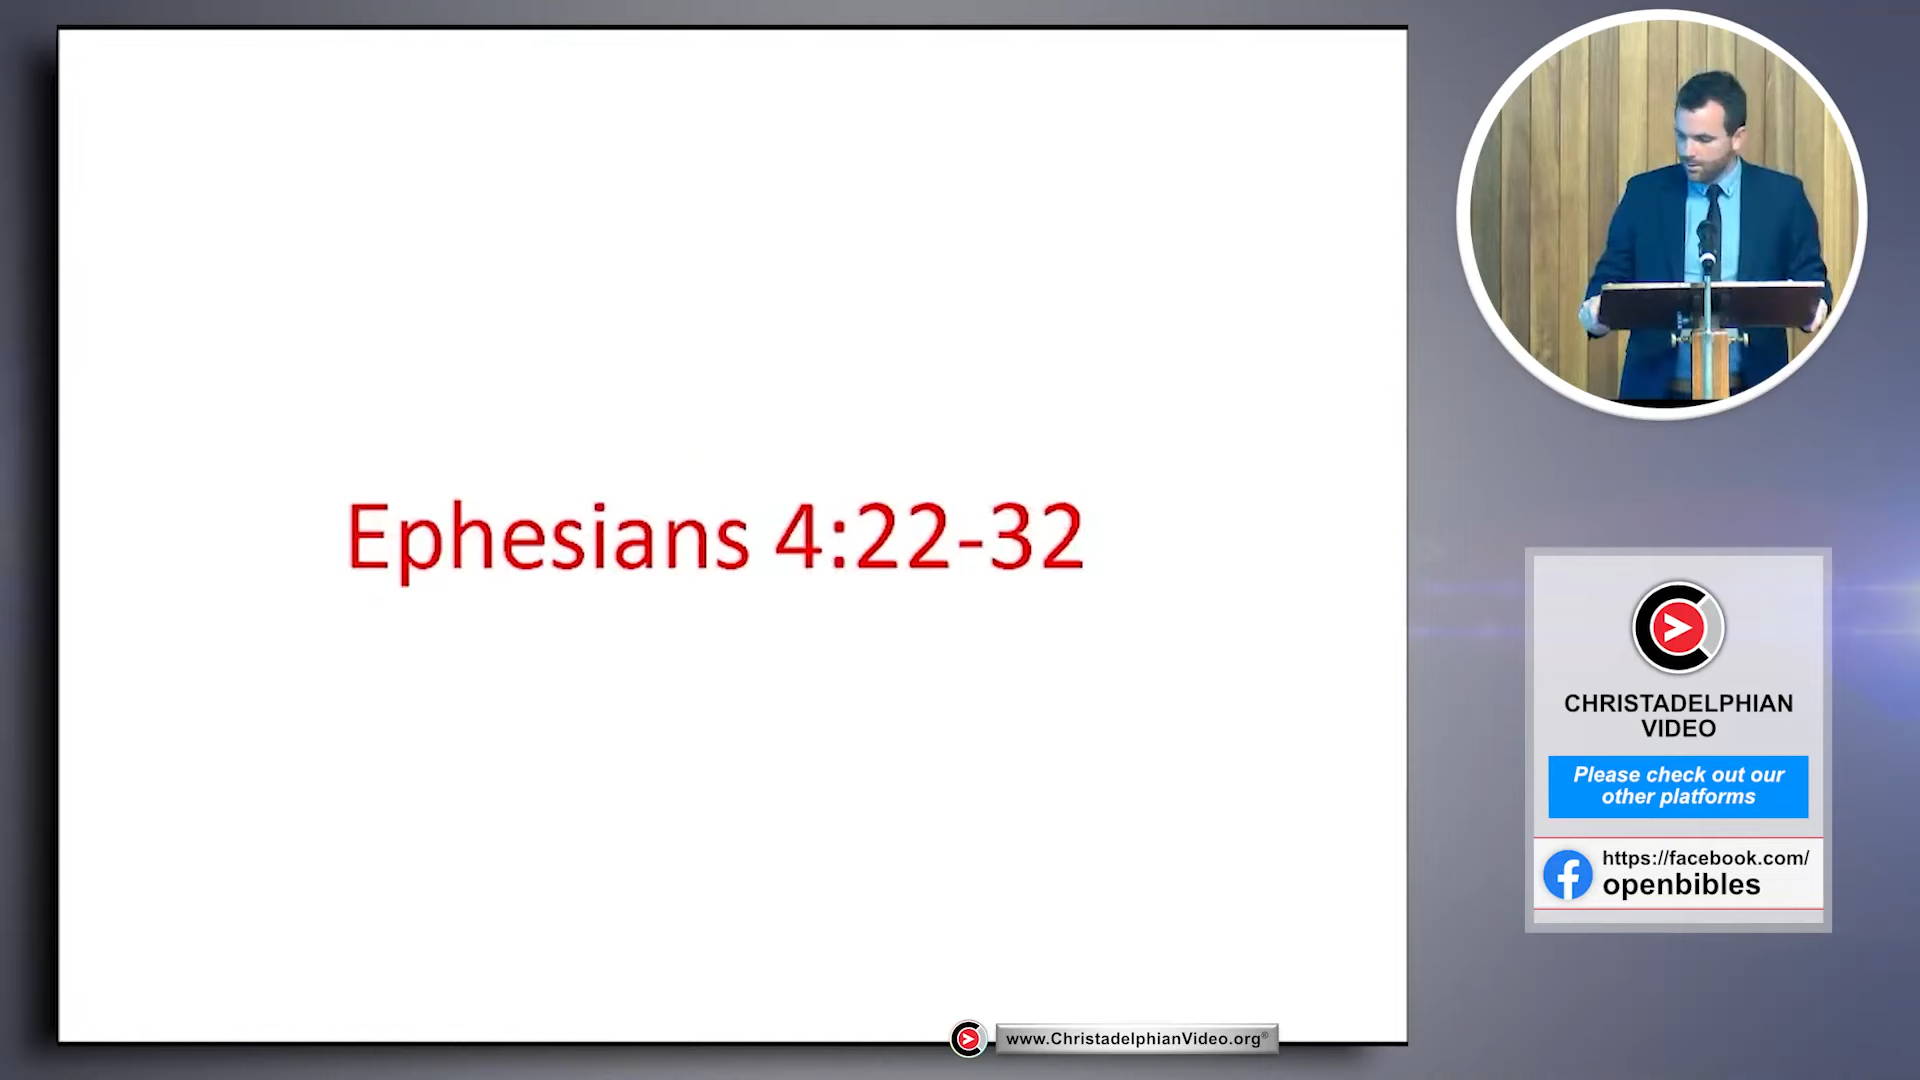 Ephesians 4:22-32
CHRISTADELPHIAN
VIDEO
Please check out our
other platforms
https://facebook.com/
openbibles
www.ChristadelphianVideo.org®